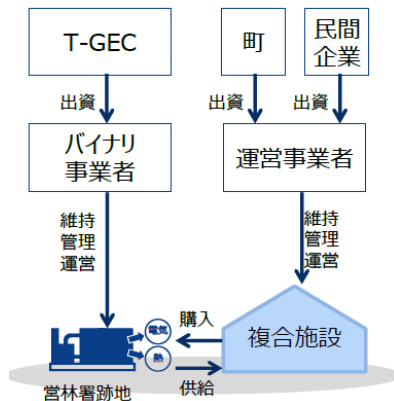 T-GEC
町
民間
企業
出資
出資
出資
バイナリ
事業者
運営事業者
維持
管理
運営
維持
管理
運営
電気
熱
購入
供給
複合施設
営林署跡地